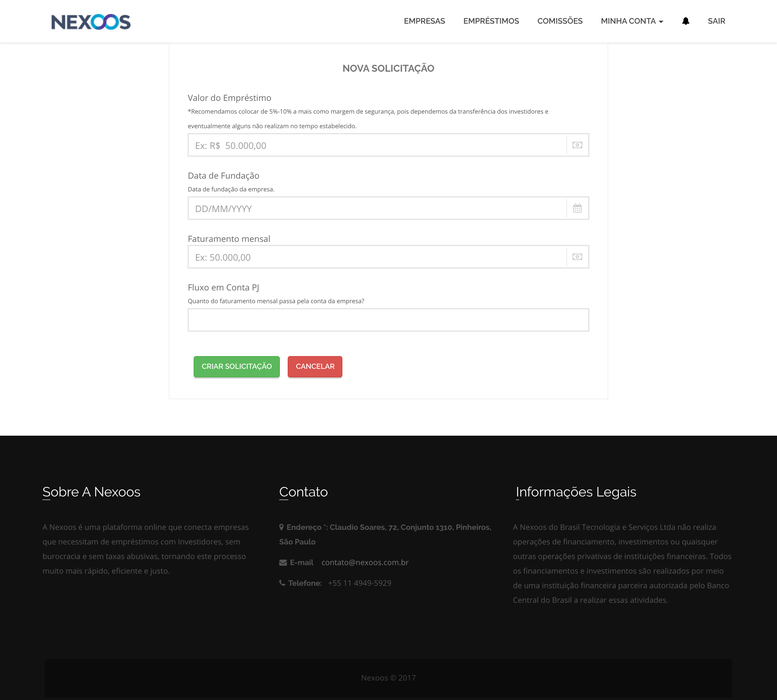 NEXOOS
EMPRESAS EMPRÉSTIMOS COMISSÕES MINHA CONTA SAIR
NOVA SOLICITAÇÃO
Valor do Empréstimo
*Recomendamos colocar de 5%-10% a mais como margem de segurança, pois dependemos da transferência dos investidores e
eventualmente alguns não realizam no tempo estabelecido.
Ex: R$ 50.000,00
Data de Fundação
Data de fundação da empresa.
DD/MM/YYYY
Faturamento mensal
Ex: 50.000,00
Fluxo em Conta PJ
Quanto do faturamento mensal passa pela conta da empresa?
CRIAR SOLICITAÇÃO CANCELAR
Sobre A Nexoos
A Nexoos é uma plataforma online que conecta empresas
que necessitam de empréstimos com Investidores, sem
burocracia e sem taxas abusivas, tornando este processo
muito mais rápido, eficiente e justo.
Contato
Endereço ": Claudio Soares, 72, Conjunto 1310, Pinheiros,
São Paulo
E-mail contato@nexoos.com.br
Telefone: +55 11 4949-5929
Informações Legais
A Nexoos do Brasil Tecnologia e Serviços Ltda não realiza
operações de financiamento, investimentos ou quaisquer
outras operações privativas de instituições financeiras. Todos
os financiamentos e investimentos são realizados por meio
de uma instituição financeira parceira autorizada pelo Banco
Central do Brasil a realizar essas atividades.
Nexoos © 2017